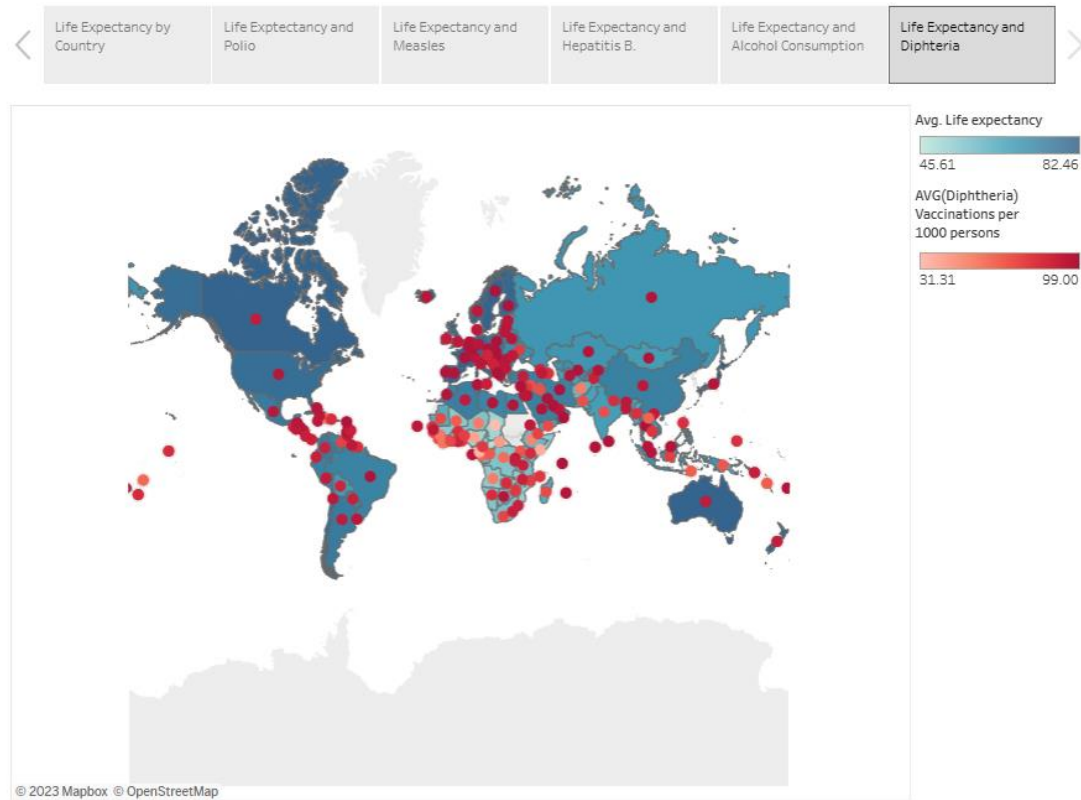 Life Expectancy by
Country
Life Exptectancy and
Polio
Life Expectancy and
Measles
Life Expectancy and
Hepatitis B.
Life Expectancy and
Alcohol Consumption
Life Expectancy and
Diphteria
Avg. Life expectancy
45.61 82.46
AVG(Diphtheria)
Vaccinations per
1000 persons
31.31 99.00
© 2023 Mapbox © OpenStreetMap